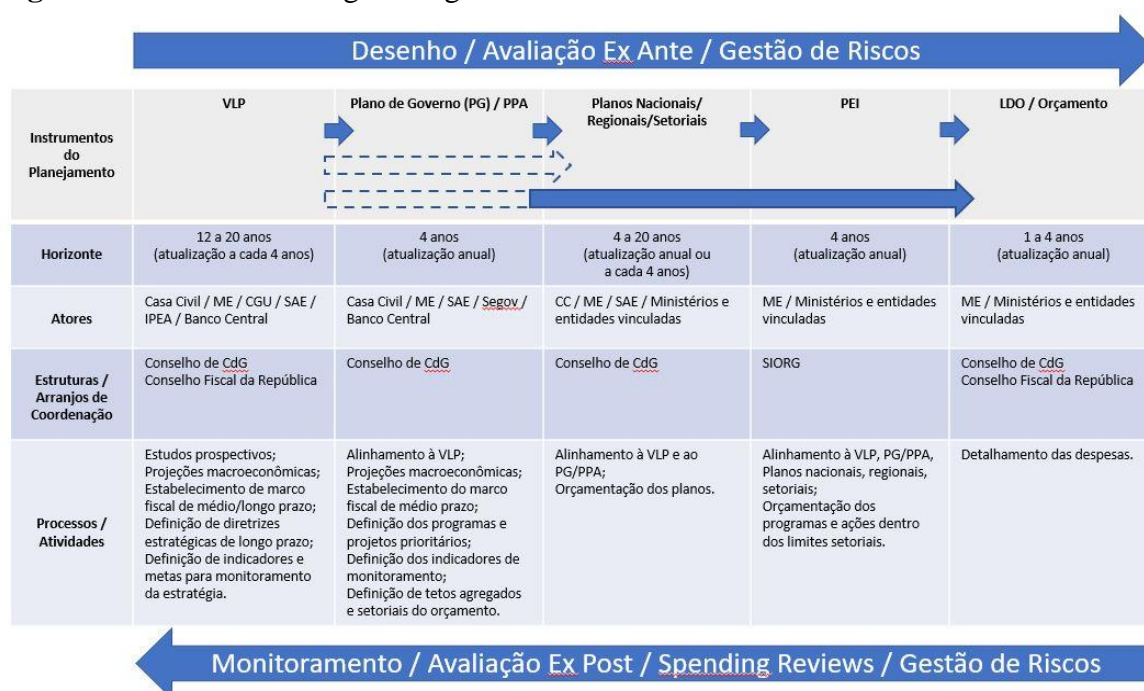 Desenho / Avaliação Ex Ante / Gestão de Riscos
Instrumentos
do
Planejamento
VLP
Plano de Governo (PG) / PPA
Planos Nacionais/
Regionais/Setoriais
PEI
LDO / Orçamento
Horizonte
12 a 20 anos
(atualização a cada 4 anos)
4 anos
(atualização anual)
4 a 20 anos
(atualização anual ou
a cada 4 anos)
4 anos
(atualização anual)
1 a 4 anos
(atualização anual)
Atores
Casa Civil / ME / CGU / SAE /
IPEA / Banco Central
Casa Civil / ME / SAE / Segov /
Banco Central
CC / ME / SAE / Ministérios e
entidades vinculadas
ME / Ministérios e entidades
vinculadas
ME / Ministérios e entidades
vinculadas
Estruturas /
Arranjos de
Coordenação
Conselho de CdG
Conselho Fiscal da República
Conselho de CdG
Conselho de CdG
SIORG
Conselho de CdG
Conselho Fiscal da República
Processos /
Atividades
Estudos prospectivos;
Projeções macroeconômicas;
Estabelecimento de marco
fiscal de médio/longo prazo;
Definição de diretrizes
estratégicas de longo prazo;
Definição de indicadores e
metas para monitoramento
da estratégia.
Alinhamento à VLP;
Projeções macroeconômicas;
Estabelecimento do marco
fiscal de médio prazo;
Definição dos programas e
projetos prioritários;
Definição dos indicadores de
monitoramento;
Definição de tetos agregados
e setoriais do orçamento.
Alinhamento à VLP e ao
PG/PPA;
Orçamentação dos planos.
Alinhamento à VLP, PG/PPA,
Planos nacionais, regionais,
setoriais;
Orçamentação dos
programas e ações dentro
dos limites setoriais.
Detalhamento das despesas.
Monitoramento / Avaliação Ex Post / Spending Reviews / Gestão de Riscos